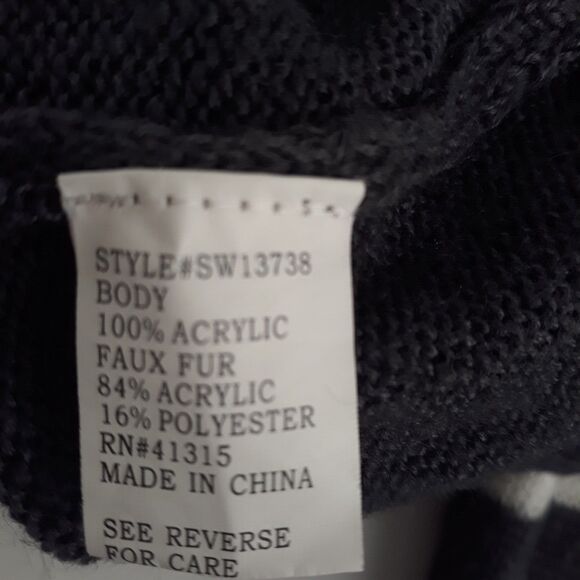 STYLE#SW13738
BODY
100% ACRYLIC
FAUX FUR
84% ACRYLIC
16% POLYESTER
RN#41315
MADE IN CHINA
SEE REVERSE
FOR CARE